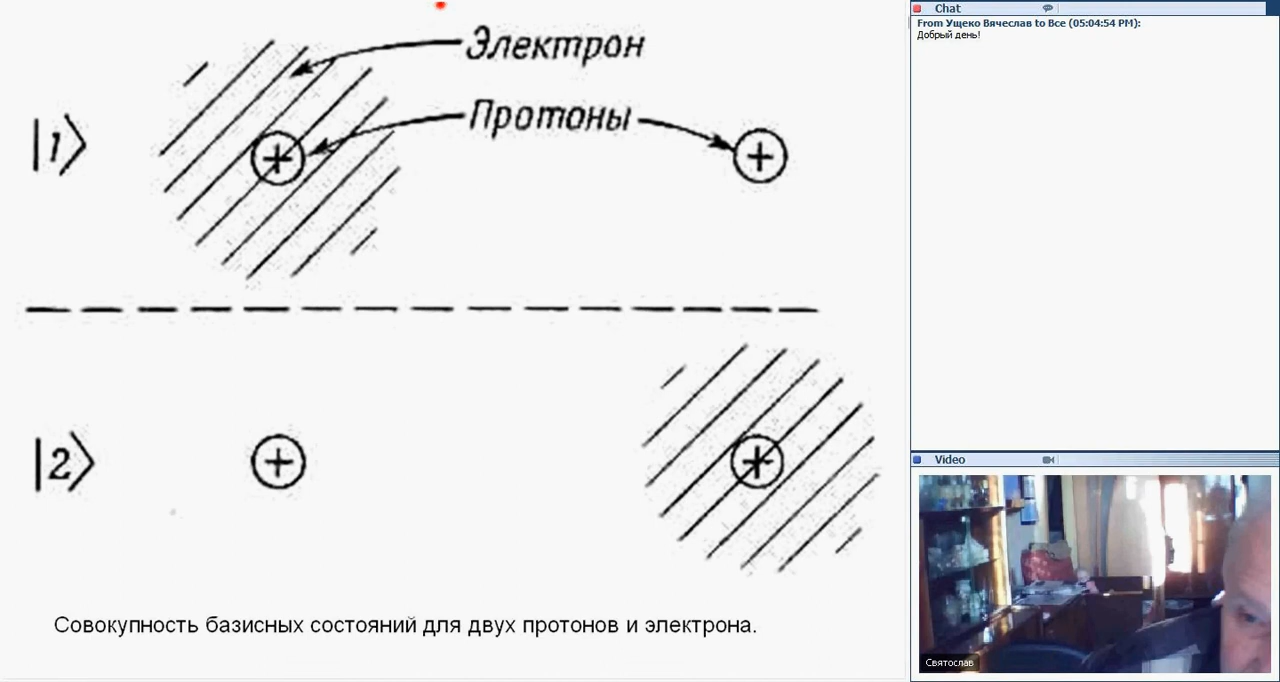 Электрон
Протоны
|1⟩
+
+
|2⟩
+
+
Совокупность базисных состояний для двух протонов и электрона.
Chat
From Ущеко Вячеслав to Все (05:04:54 PM):
Добрый день!
Video
Святослав